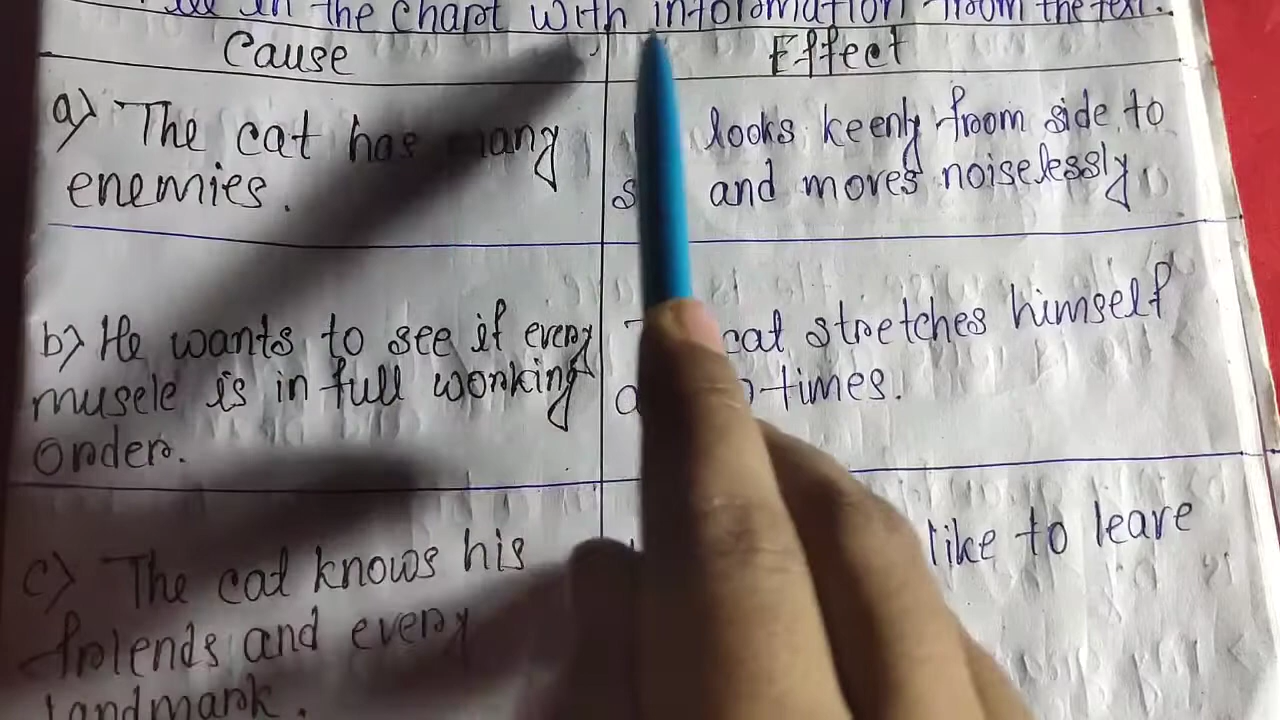 in the chart with information from the text.
Cause
Effect
a) The cat has many
enemies.
looks keenly from side to
and moves noiselessly
b) He wants to see if every
musele is in full working
order.
cat stretches himself
times.
c) The cat knows his
friends and every
landmark.
like to leave